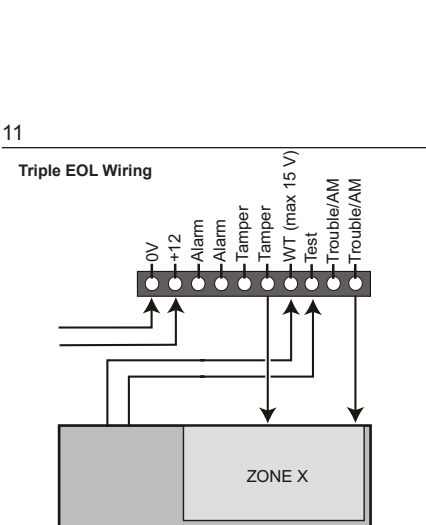 11
Triple EOL Wiring
0V
+12
Alarm
Alarm
Tamper
Tamper
WT (max 15 V)
Test
Trouble/AM
Trouble/AM
ZONE X